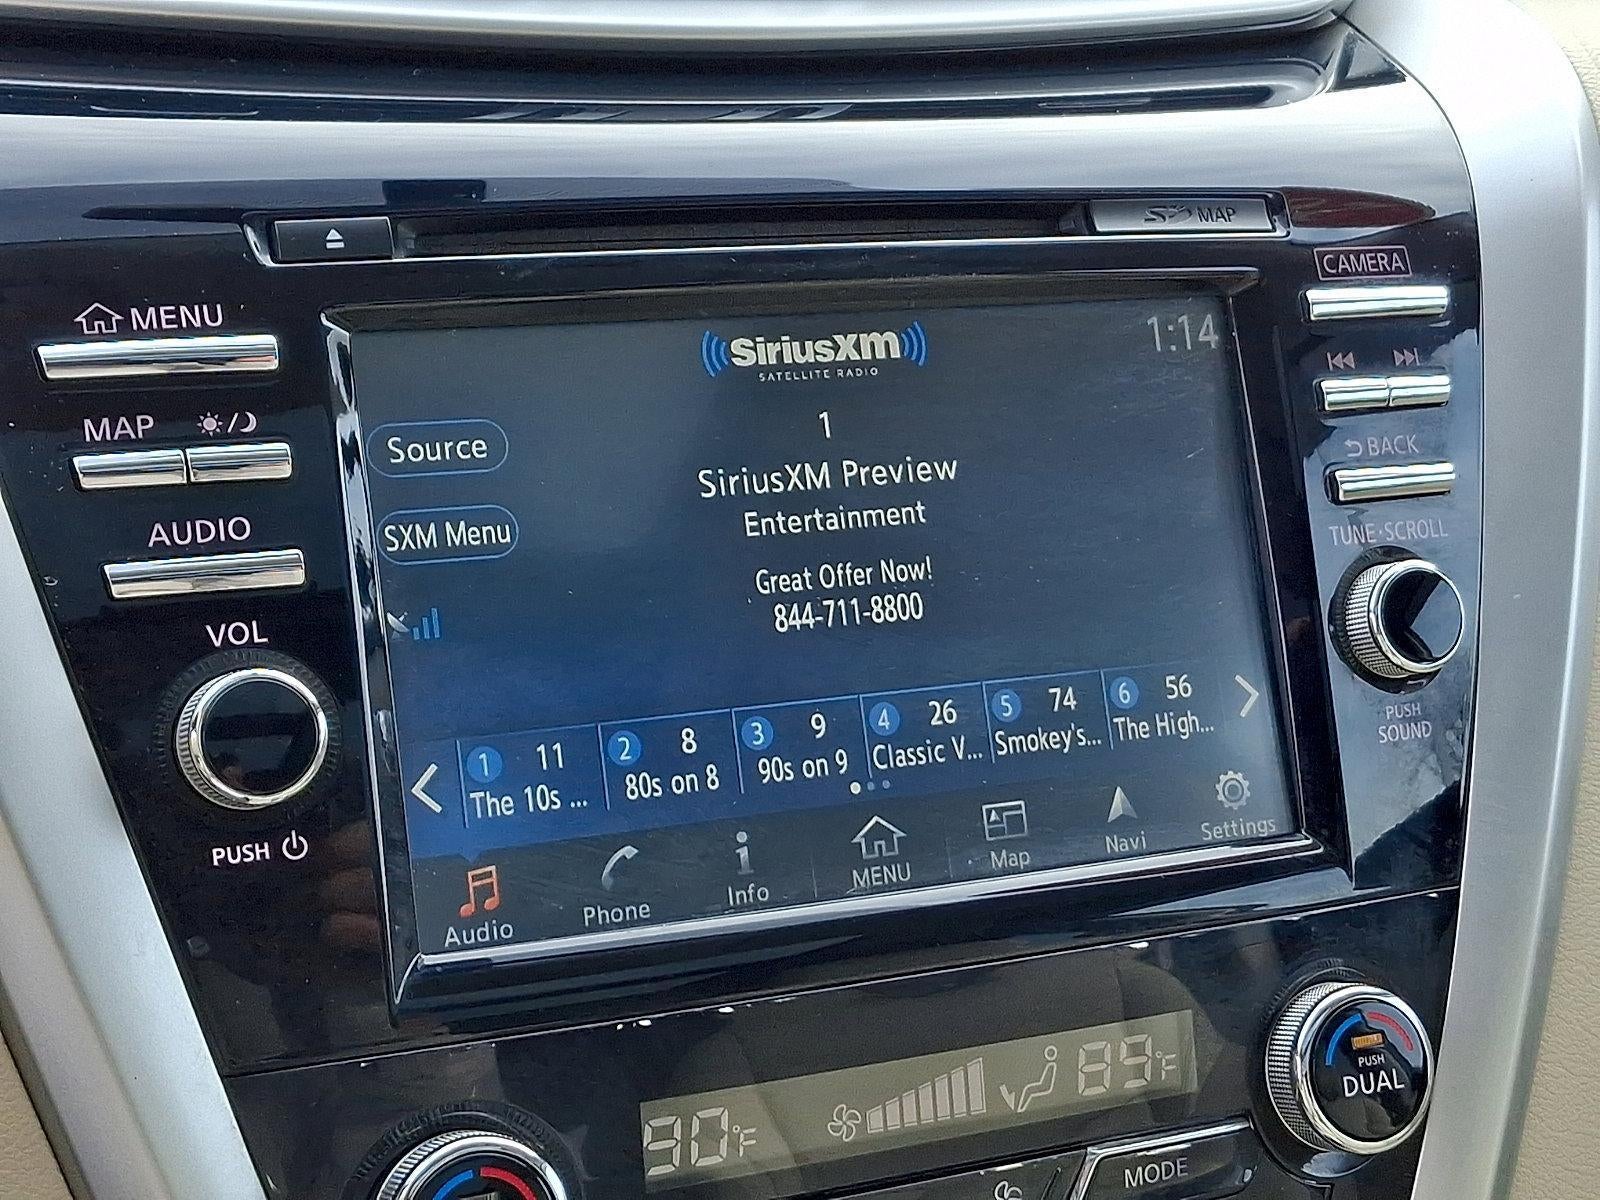 SD MAP
CAMERA
MENU
MAP
AUDIO
VOL
PUSH
BACK
TUNE·SCROLL
PUSH
SOUND
SiriusXM
SATELLITE RADIO
1:14
Source
SXM Menu
1
SiriusXM Preview
Entertainment
Great Offer Now!
844-711-8800
1 11
The 10s ...
2 8
80s on 8
3 9
90s on 9
4 26
Classic V...
5 74
Smokey's...
6 56
The High...
Audio
Phone
Info
MENU
Map
Navi
Settings
90°F
89°F
PUSH
DUAL
MODE